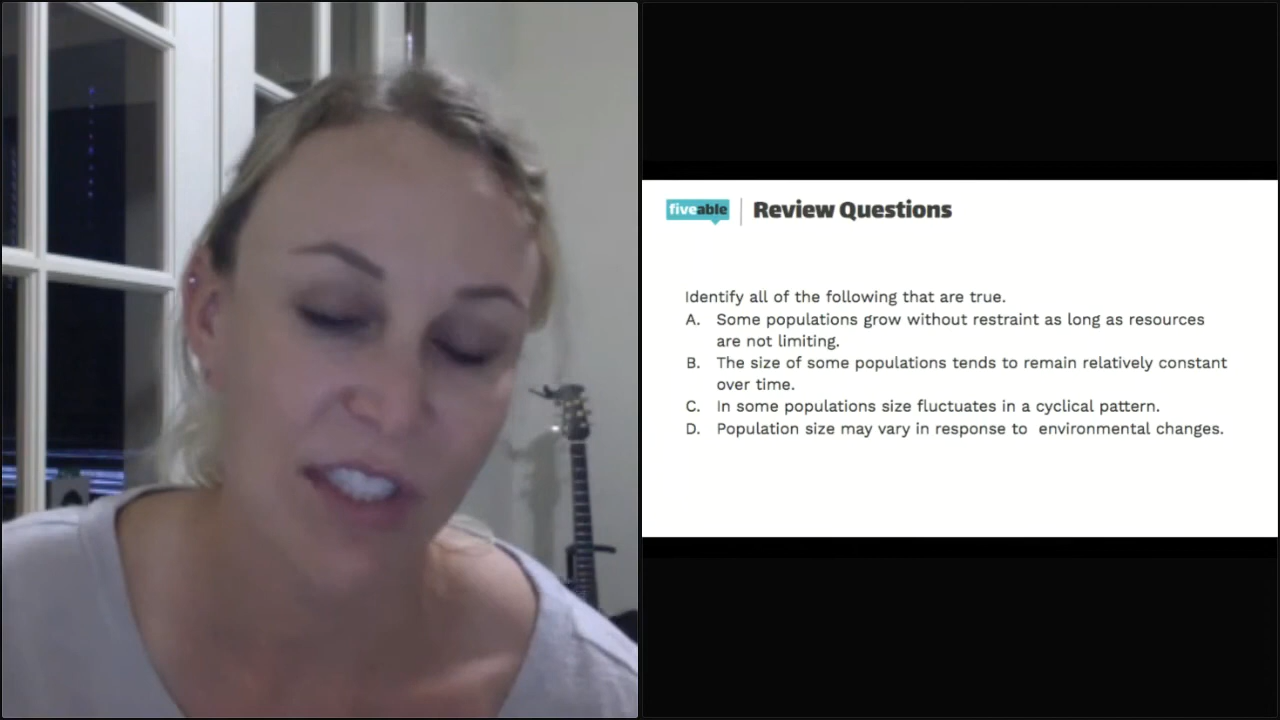 fiveable
Review Questions
Identify all of the following that are true.
A. Some populations grow without restraint as long as resources
are not limiting.
B. The size of some populations tends to remain relatively constant
over time.
C. In some populations size fluctuates in a cyclical pattern.
D. Population size may vary in response to environmental changes.